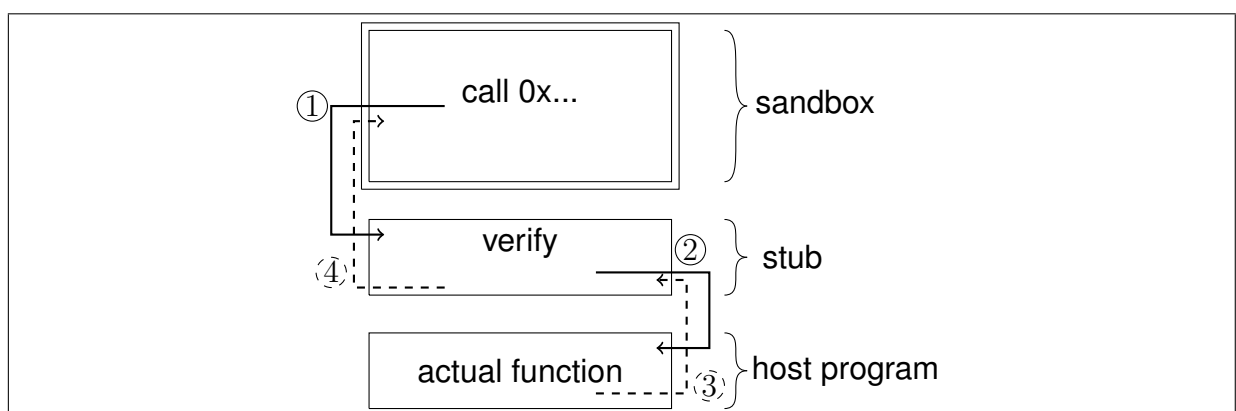 call 0x...
①
sandbox
verify
②
stub
④
actual function
host program
③